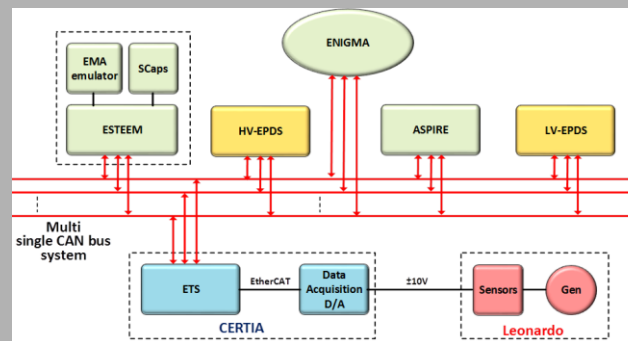 ENIGMA
EMA
emulator
SCaps
ESTEEM
HV-EPDS
ASPIRE
LV-EPDS
Multi
single CAN bus
system
ETS
EtherCAT
Data
Acquisition
D/A
±10V
Sensors
Gen
CERTIA
Leonardo